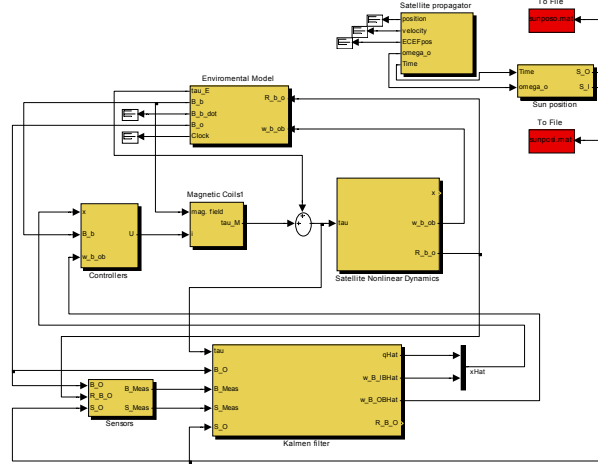 Satellite propagator
To File
position
velocity
ECEFpos
omega_o
Time
Time
omega_o
S_O
S_I
Sun position
To File
Enviromental Model
tau_E
B_b
B_b_dot
B_o
Clock
R_b_o
w_b_ob
Magnetic Coils1
mag. field
i
tau_M
x
B_b
w_b_ob
U
Controllers
tau
x
w_b_ob
R_b_o
Satellite Nonlinear Dynamics
tau
B_O
B_Meas
S_Meas
S_O
qHat
w_B_IBHat
w_B_OBHat
R_B_O
Kalmen filter
xHat
B_O
R_B_O
S_O
B_Meas
S_Meas
Sensors